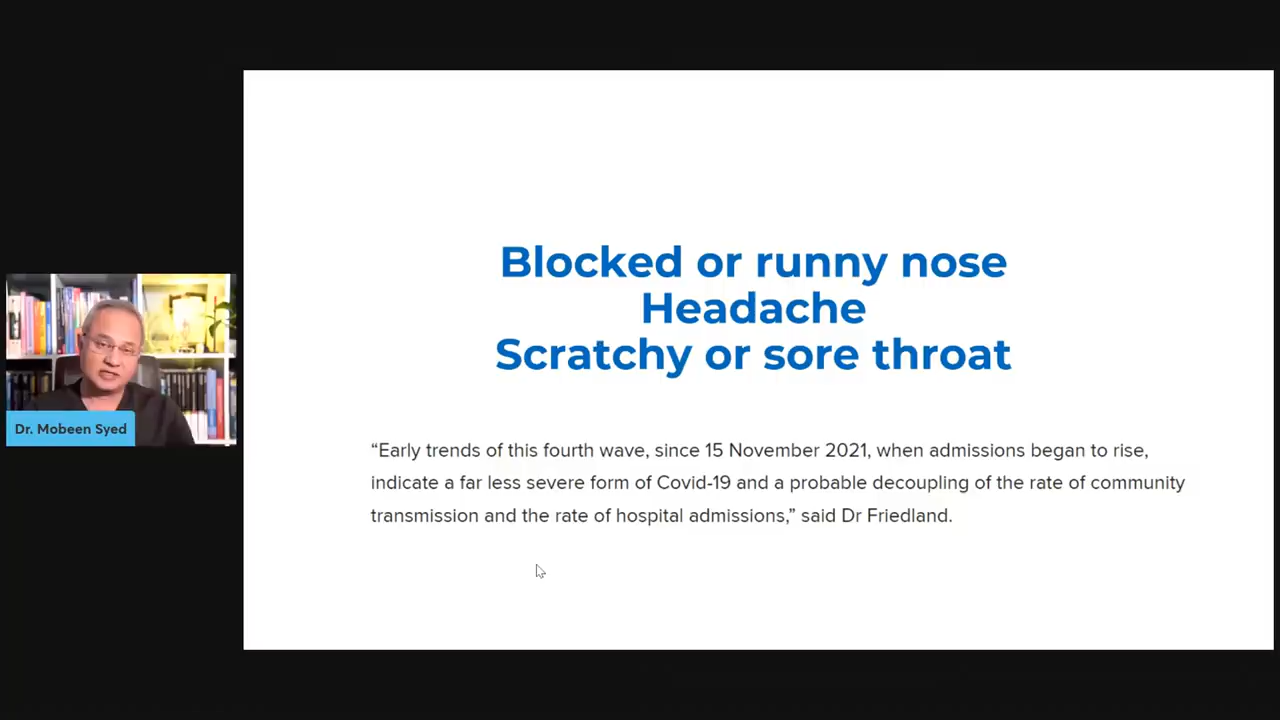 Blocked or runny nose
Headache
Scratchy or sore throat
“Early trends of this fourth wave, since 15 November 2021, when admissions began to rise,
indicate a far less severe form of Covid-19 and a probable decoupling of the rate of community
transmission and the rate of hospital admissions,” said Dr Friedland.
Dr. Mobeen Syed